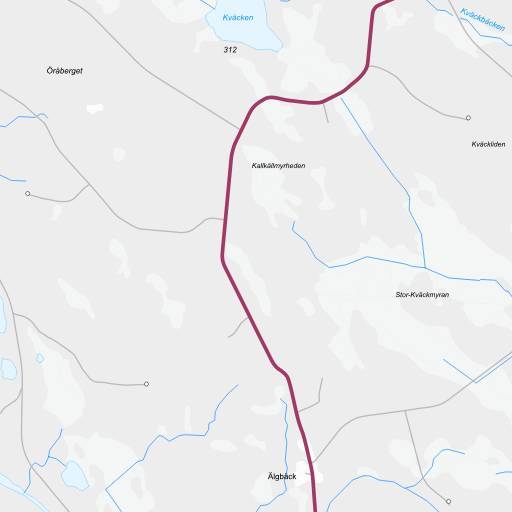 Kväcken
Kväckbäcken
312
Öråberget
Kväckliden
Kallkällmyrheden
Stor-Kväckmyran
Älgbäck